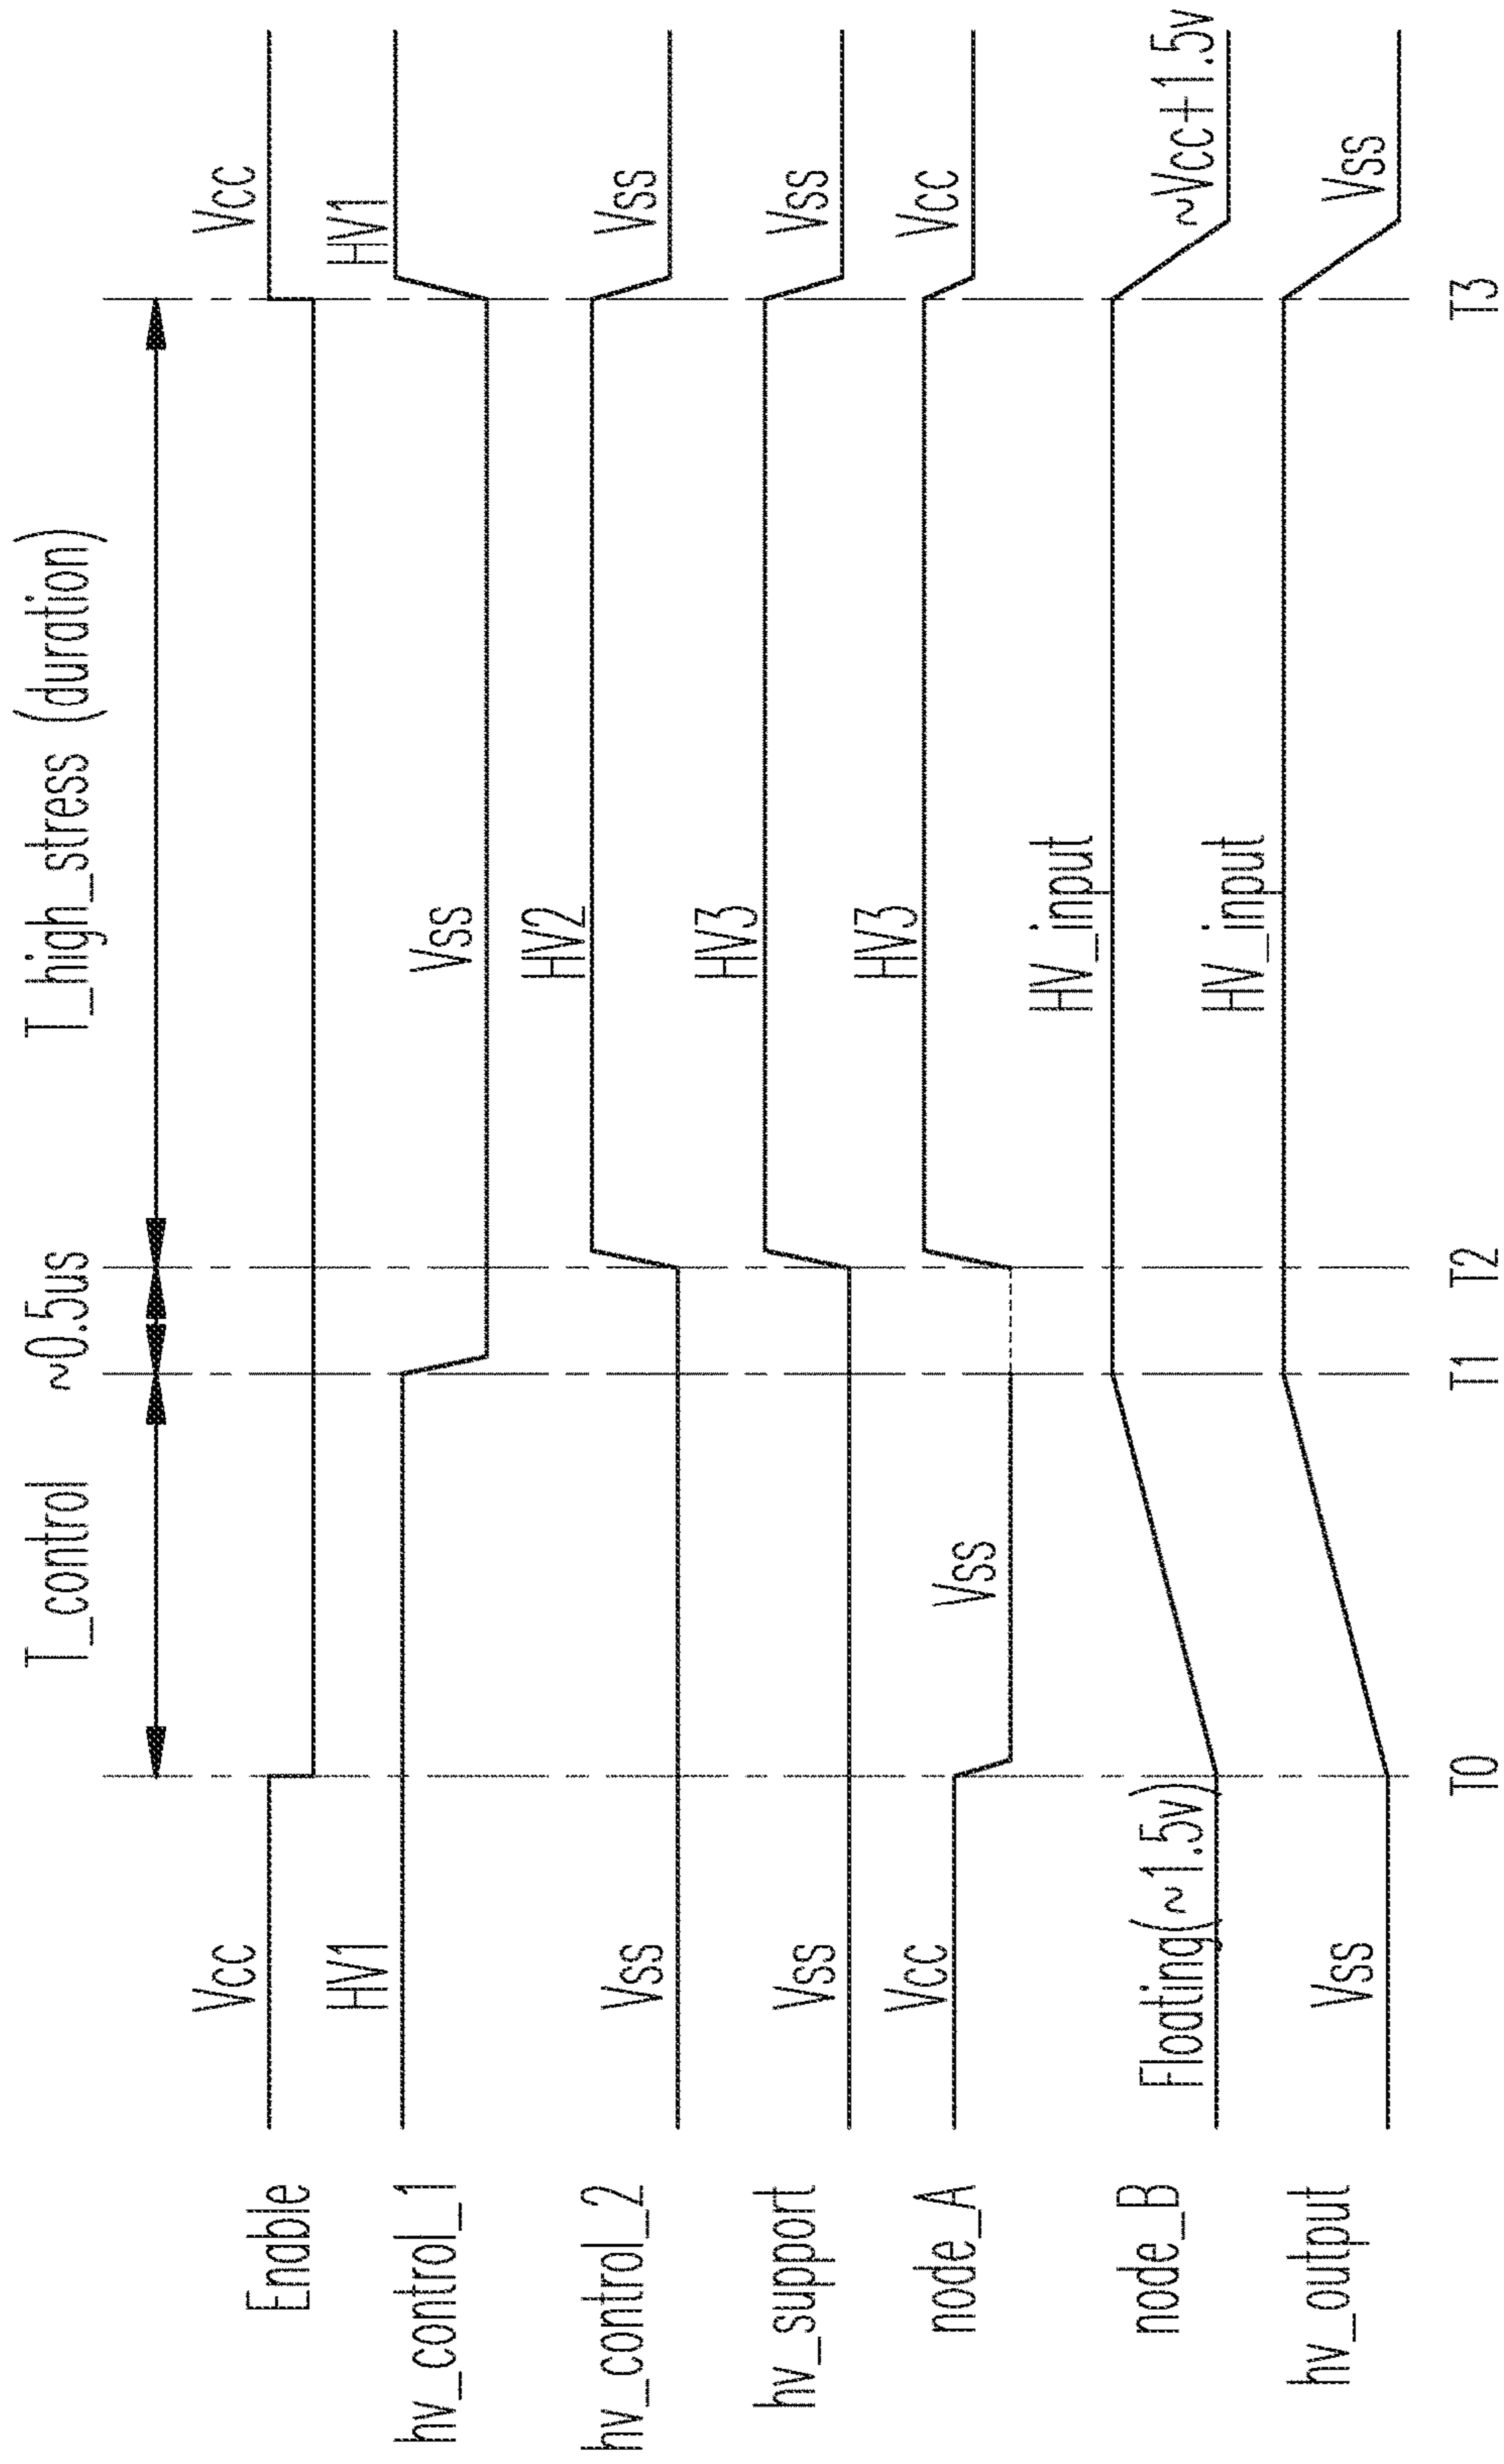 T_control ~0.5us T_high_stress (duration)
Enable Vcc Vcc
hv_control_1 HV1 Vss HV1
hv_control_2 Vss HV2 Vss
hv_support Vss HV3 Vss
node_A Vcc Vss HV3 Vcc
node_B Floating(~1.5v) HV_input ~Vcc+1.5v
hv_output Vss HV_input Vss
T0 T1 T2 T3